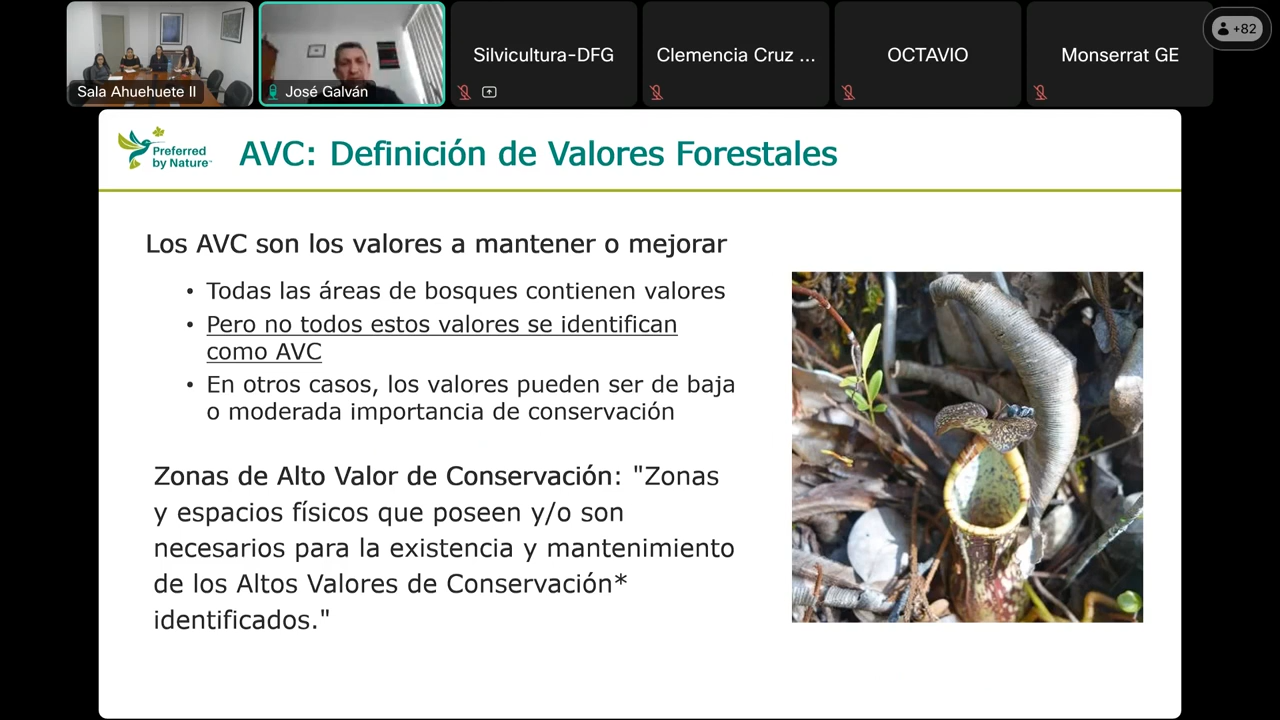 Sala Ahuehuete II
José Galván
Silvicultura-DFG
Clemencia Cruz ...
OCTAVIO
Monserrat GE
+82
Preferred
by Nature™
AVC: Definición de Valores Forestales
Los AVC son los valores a mantener o mejorar
• Todas las áreas de bosques contienen valores
• Pero no todos estos valores se identifican
como AVC
• En otros casos, los valores pueden ser de baja
o moderada importancia de conservación
Zonas de Alto Valor de Conservación: "Zonas
y espacios físicos que poseen y/o son
necesarios para la existencia y mantenimiento
de los Altos Valores de Conservación*
identificados."